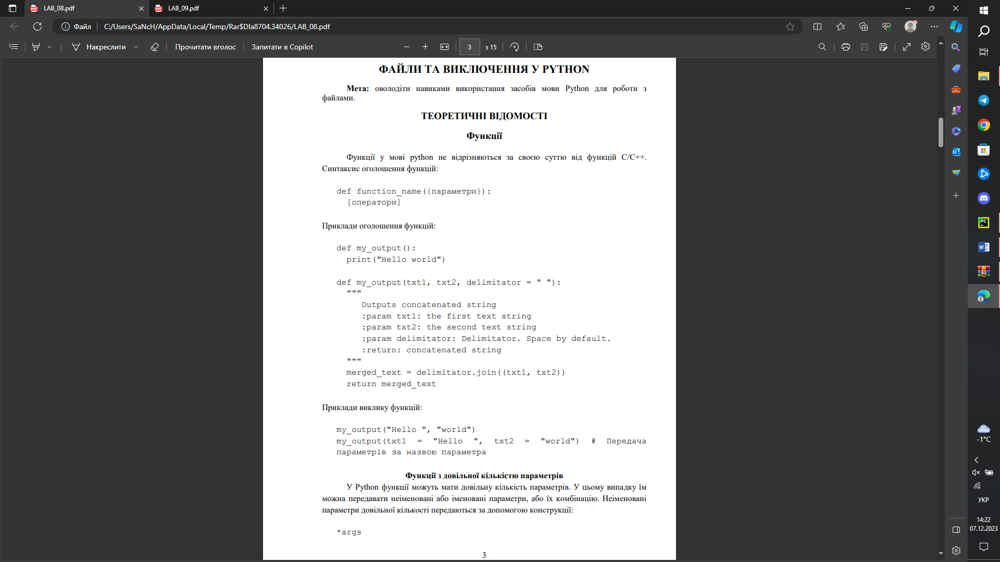 LAB_08.pdf
LAB_09.pdf
Файл
C:/Users/SaNcH/AppData/Local/Temp/Rar$DIa8704.34026/LAB_08.pdf
Накреслити
Прочитати вголос
Запитати в Copilot
3
з 15
ФАЙЛИ ТА ВИКЛЮЧЕННЯ У PYTHON
Мета: оволодіти навиками використання засобів мови Python для роботи з
файлами.
ТЕОРЕТИЧНІ ВІДОМОСТІ
Функції
Функції у мові python не відрізняються за своєю суттю від функцій C/C++.
Синтаксис оголошення функцій:
def function_name({параметри}):
[оператори]
Приклади оголошення функцій:
def my_output():
print("Hello world")
def my_output(txt1, txt2, delimitator = " "):
"""
Outputs concatenated string
:param txt1: the first text string
:param txt2: the second text string
:param delimitator: Delimitator. Space by default.
:return: concatenated string
"""
merged_text = delimitator.join((txt1, txt2))
return merged_text
Приклади виклику функцій:
my_output("Hello ", "world")
my_output(txt1 = "Hello ", txt2 = "world") # Передача
параметрів за назвою параметра
Функції з довільної кількістю параметрів
У Python функції можуть мати довільну кількість параметрів. У цьому випадку їм
можна передавати неіменовані або іменовані параметри, або їх комбінацію. Неіменовані
параметри довільної кількості передаються за допомогою конструкції:
*args
3
-1°C
УКР
14:22
07.12.2023